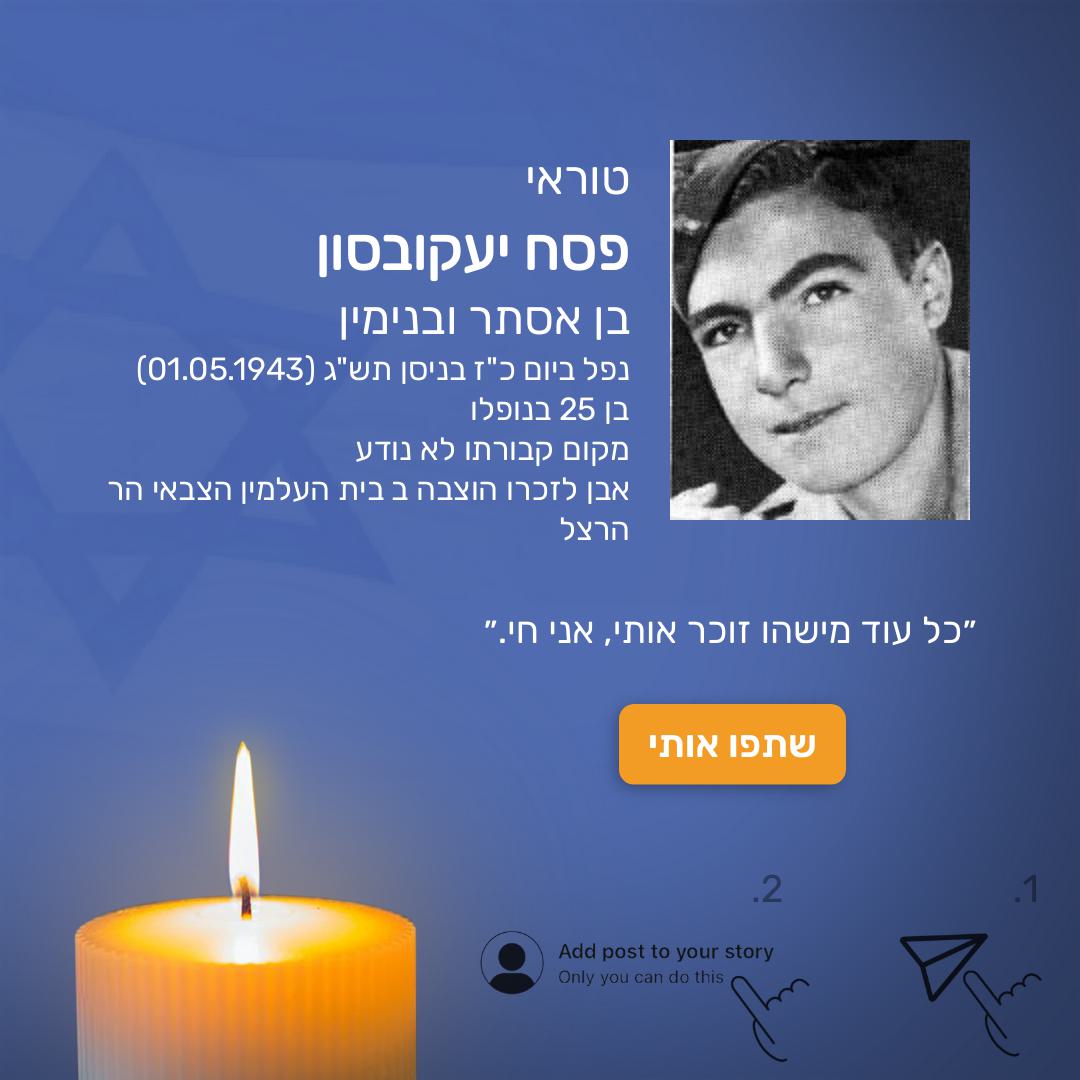 טוראי
פסח יעקובסון
בן אסתר ובנימין
נפל ביום כ"ז בניסן תש"ג (01.05.1943)
בן 25 בנופלו
מקום קבורתו לא נודע
אבן לזכרו הוצבה ב בית העלמין הצבאי הר
הרצל
״כל עוד מישהו זוכר אותי, אני חי.״
שתפו אותי
1.
2.
Add post to your story
Only you can do this